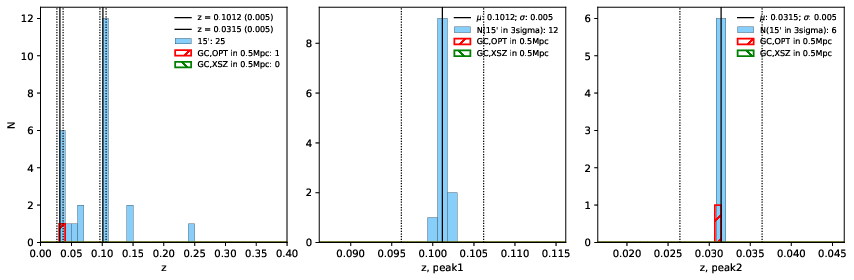 z = 0.1012 (0.005)
z = 0.0315 (0.005)
15': 25
GC,OPT in 0.5Mpc: 1
GC,XSZ in 0.5Mpc: 0
N
12
10
8
6
4
2
0
0.00 0.05 0.10 0.15 0.20 0.25 0.30 0.35 0.40
z
μ: 0.1012; σ: 0.005
N(15' in 3sigma): 12
GC,OPT in 0.5Mpc
GC,XSZ in 0.5Mpc
8
6
4
2
0
0.090 0.095 0.100 0.105 0.110 0.115
z, peak1
μ: 0.0315; σ: 0.005
N(15' in 3sigma): 6
GC,OPT in 0.5Mpc
GC,XSZ in 0.5Mpc
6
5
4
3
2
1
0
0.020 0.025 0.030 0.035 0.040 0.045
z, peak2